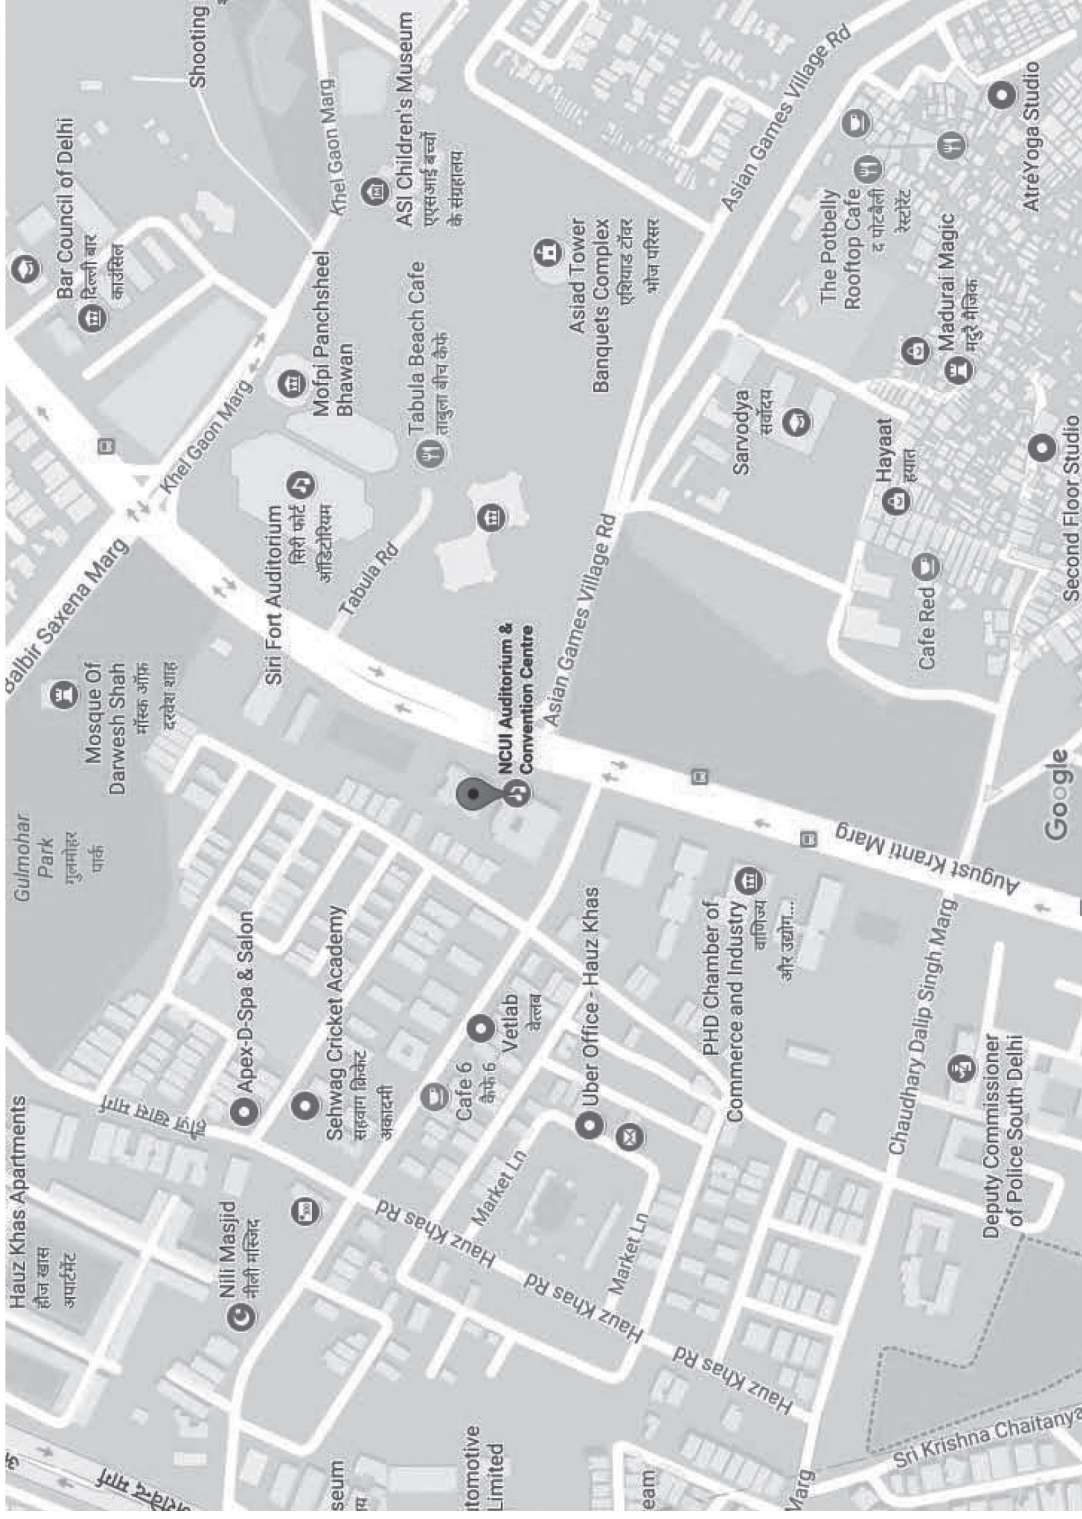 Shooting
Bar Council of Delhi
दिल्ली बार
काउंसिल
Khel Gaon Marg
ASI Children's Museum
एएसआई बच्चों
के संग्रहालय
Asian Games Village Rd
AtreYoga Studio
The Potbelly
Rooftop Cafe
द पोटबैली
रेस्टोरेंट
Madurai Magic
मदुरै मैजिक
Asiad Tower
Banquets Complex
एशियाड टॉवर
भोज परिसर
Mofpi Panchsheel
Bhawan
Tabula Beach Cafe
ताबुला बीच कैफे
Khel Gaon Marg
Balbir Saxena Marg
Siri Fort Auditorium
सिरी फोर्ट
ऑडिटोरियम
Tabula Rd
Sarvodya
सर्वोदय
Hayaat
हयात
Second Floor Studio
Cafe Red
Asian Games Village Rd
NCUI Auditorium &
Convention Centre
Mosque Of
Darwesh Shah
मॉस्क ऑफ़
दरवेश शाह
Gulmohar
Park
गुलमोहर
पार्क
Google
August Kranti Marg
Apex-D-Spa & Salon
Sehwag Cricket Academy
सहवाग क्रिकेट
अकादमी
Cafe 6
कैफे 6
Vetlab
वेत्लब
Uber Office - Hauz Khas
PHD Chamber of
Commerce and Industry
वाणिज्य
और उद्योग...
Chaudhary Dalip Singh Marg
Deputy Commissioner
of Police South Delhi
Hauz Khas Apartments
हौज खास
अपार्टमेंट
हौज़ खास मार्ग
Nili Masjid
नीली मस्जिद
Hauz Khas Rd
Market Ln
Hauz Khas Rd
Market Ln
Hauz Khas Rd
Sri Krishna Chaitanya
Marg
seum
utomotive
Limited
eam